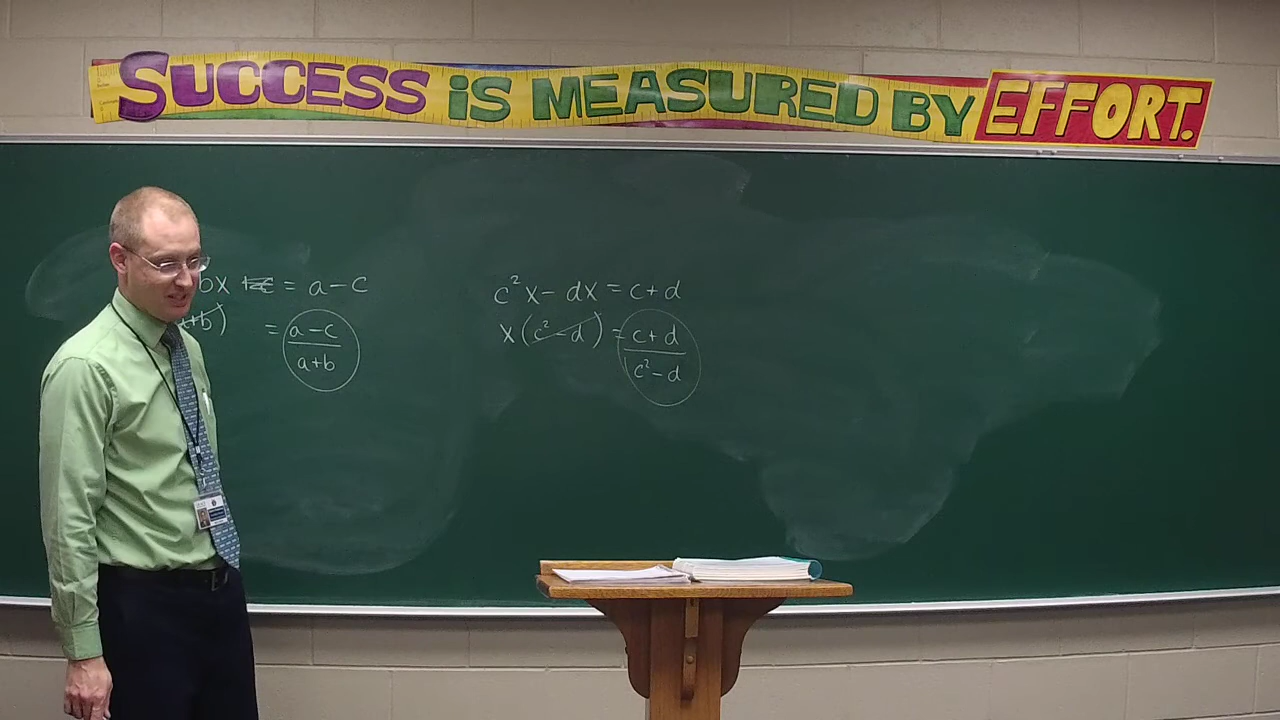 SUCCESS IS MEASURED BY EFFORT.
bx = a - c
+b) = a - c
a + b
c²x - dx = c + d
x(c² - d) = c + d
c² - d